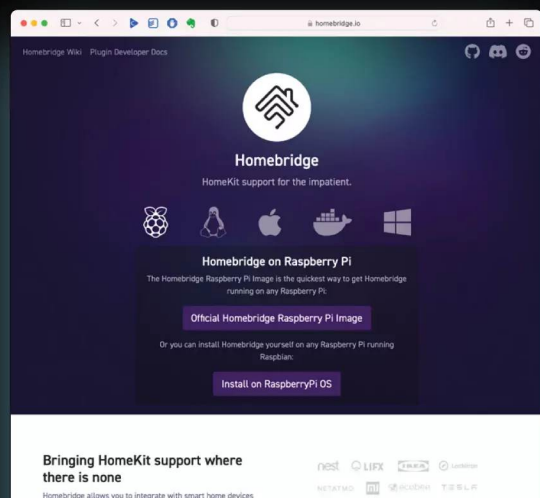 homebridge.io
Homebridge Wiki Plugin Developer Docs
Homebridge
HomeKit support for the impatient.
Homebridge on Raspberry Pi
The Homebridge Raspberry Pi Image is the quickest way to get Homebridge
running on any Raspberry Pi:
Official Homebridge Raspberry Pi Image
Or you can install Homebridge yourself on any Raspberry Pi running
Raspbian:
Install on RaspberryPi OS
Bringing HomeKit support where
there is none
nest LIFX IKEA
NETATMO mi ecobee TESLA
Homebridge allows you to integrate with smart home devices